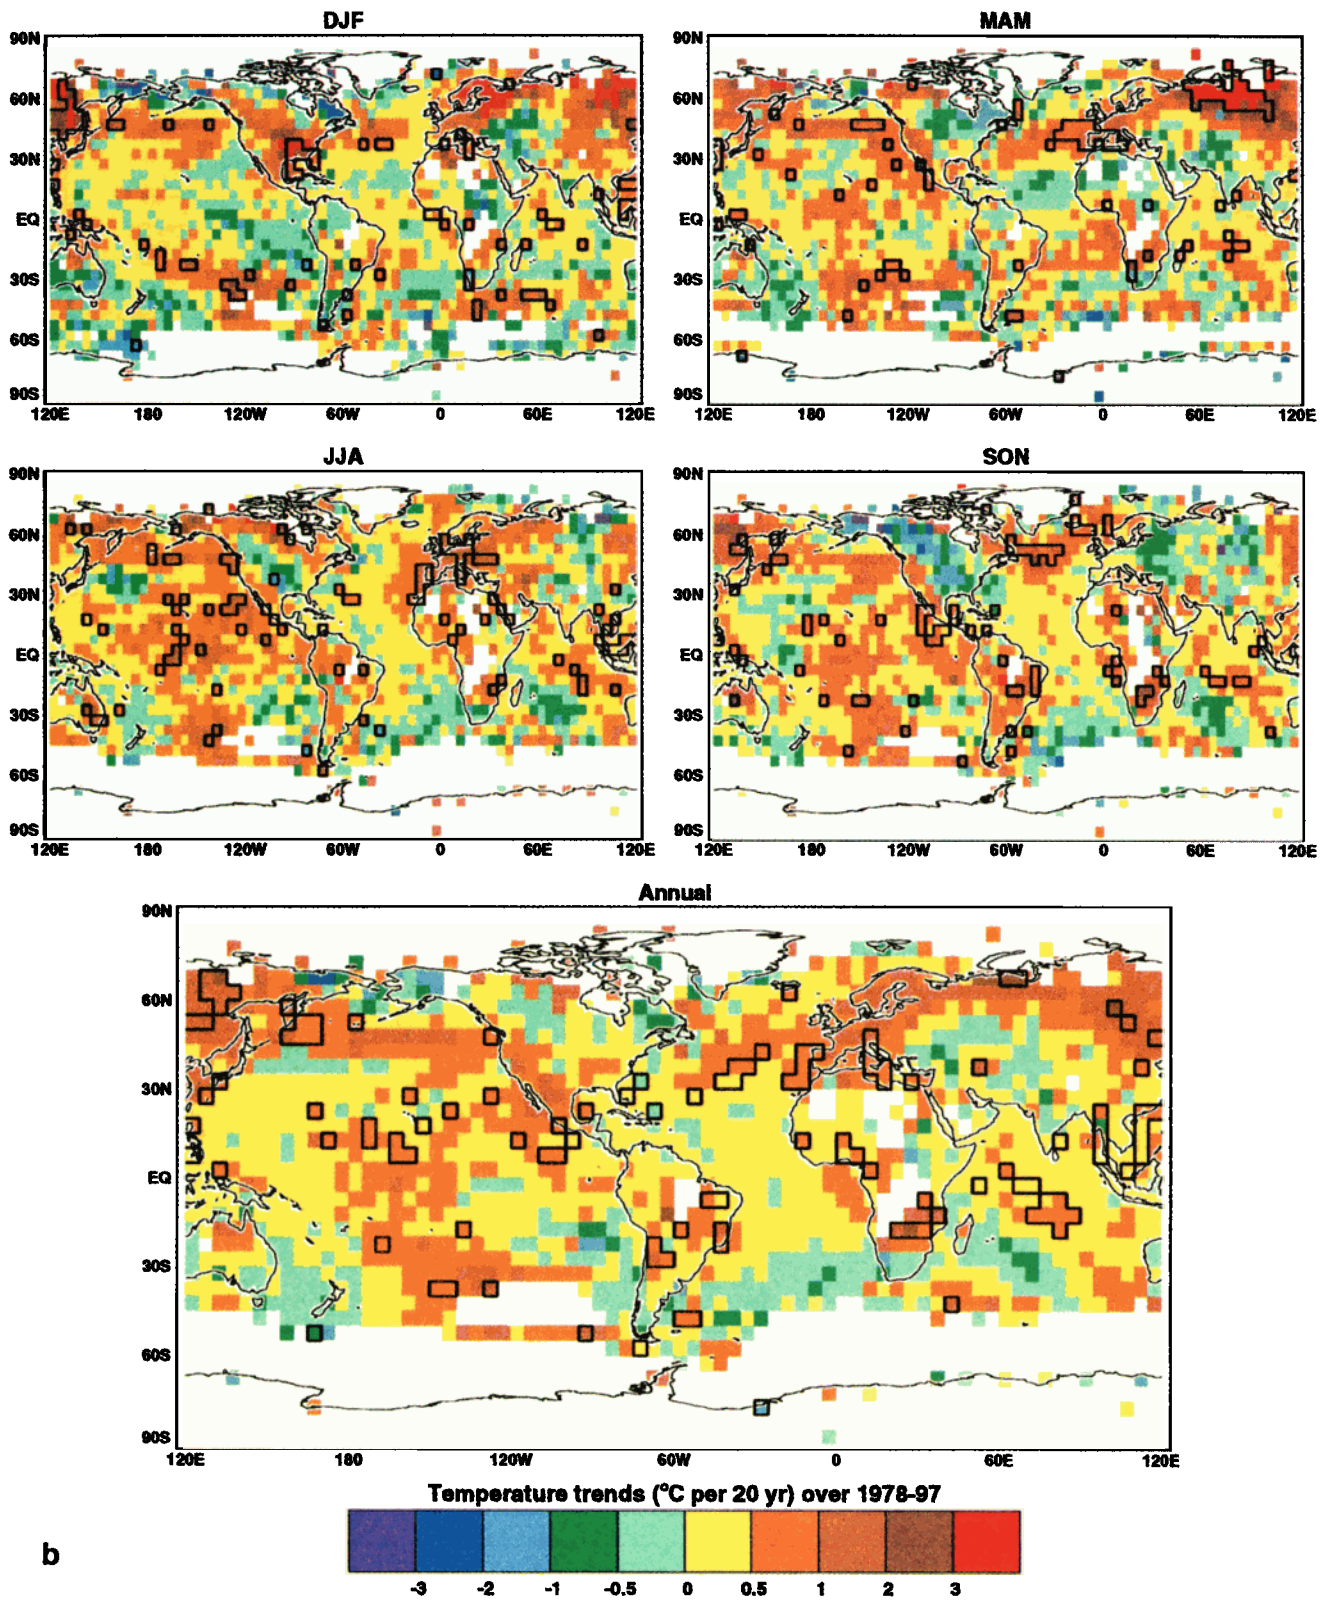 DJF
MAM
90N
60N
30N
EQ
30S
60S
90S
120E 180 120W 60W 0 60E 120E
90N
60N
30N
EQ
30S
60S
90S
120E 180 120W 60W 0 60E 120E
JJA
SON
90N
60N
30N
EQ
30S
60S
90S
120E 180 120W 60W 0 60E 120E
90N
60N
30N
EQ
30S
60S
90S
120E 180 120W 60W 0 60E 120E
Annual
90N
60N
30N
EQ
30S
60S
90S
120E 180 120W 60W 0 60E 120E
Temperature trends (°C per 20 yr) over 1978-97
b
-3 -2 -1 -0.5 0 0.5 1 2 3